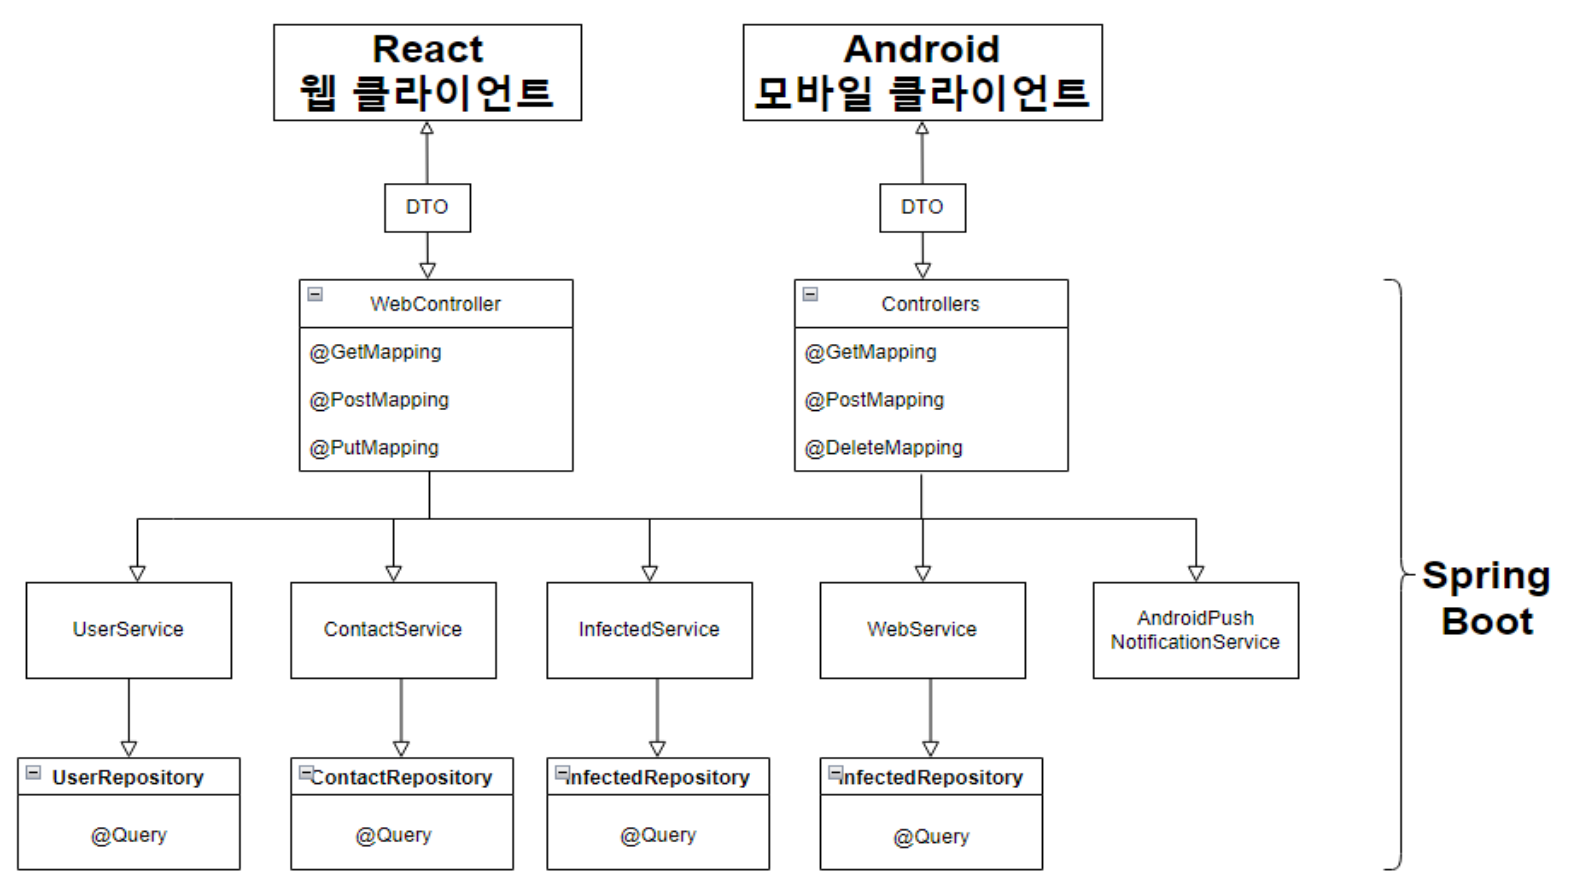 React
웹 클라이언트
Android
모바일 클라이언트
DTO
DTO
WebController
@GetMapping
@PostMapping
@PutMapping
Controllers
@GetMapping
@PostMapping
@DeleteMapping
Spring
Boot
UserService
ContactService
InfectedService
WebService
AndroidPush
NotificationService
UserRepository
@Query
ContactRepository
@Query
InfectedRepository
@Query
InfectedRepository
@Query